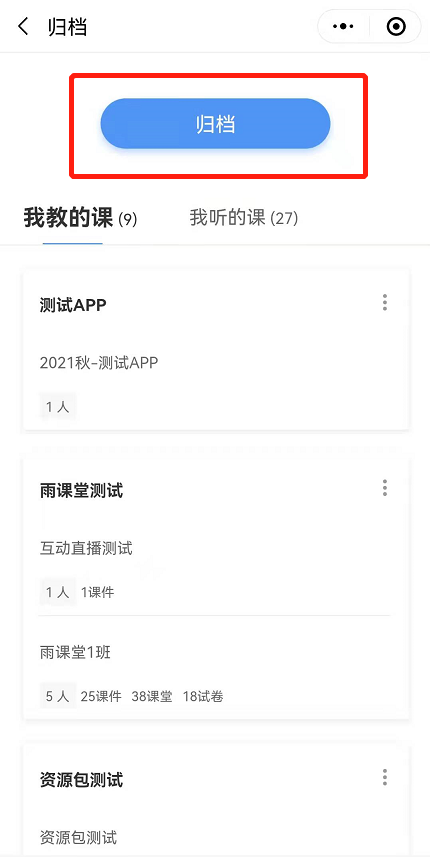 归档
归档
我教的课 (9) 我听的课 (27)
测试APP
2021秋-测试APP
1 人
雨课堂测试
互动直播测试
1 人 1课件
雨课堂1班
5 人 25课件 38课堂 18试卷
资源包测试
资源包测试